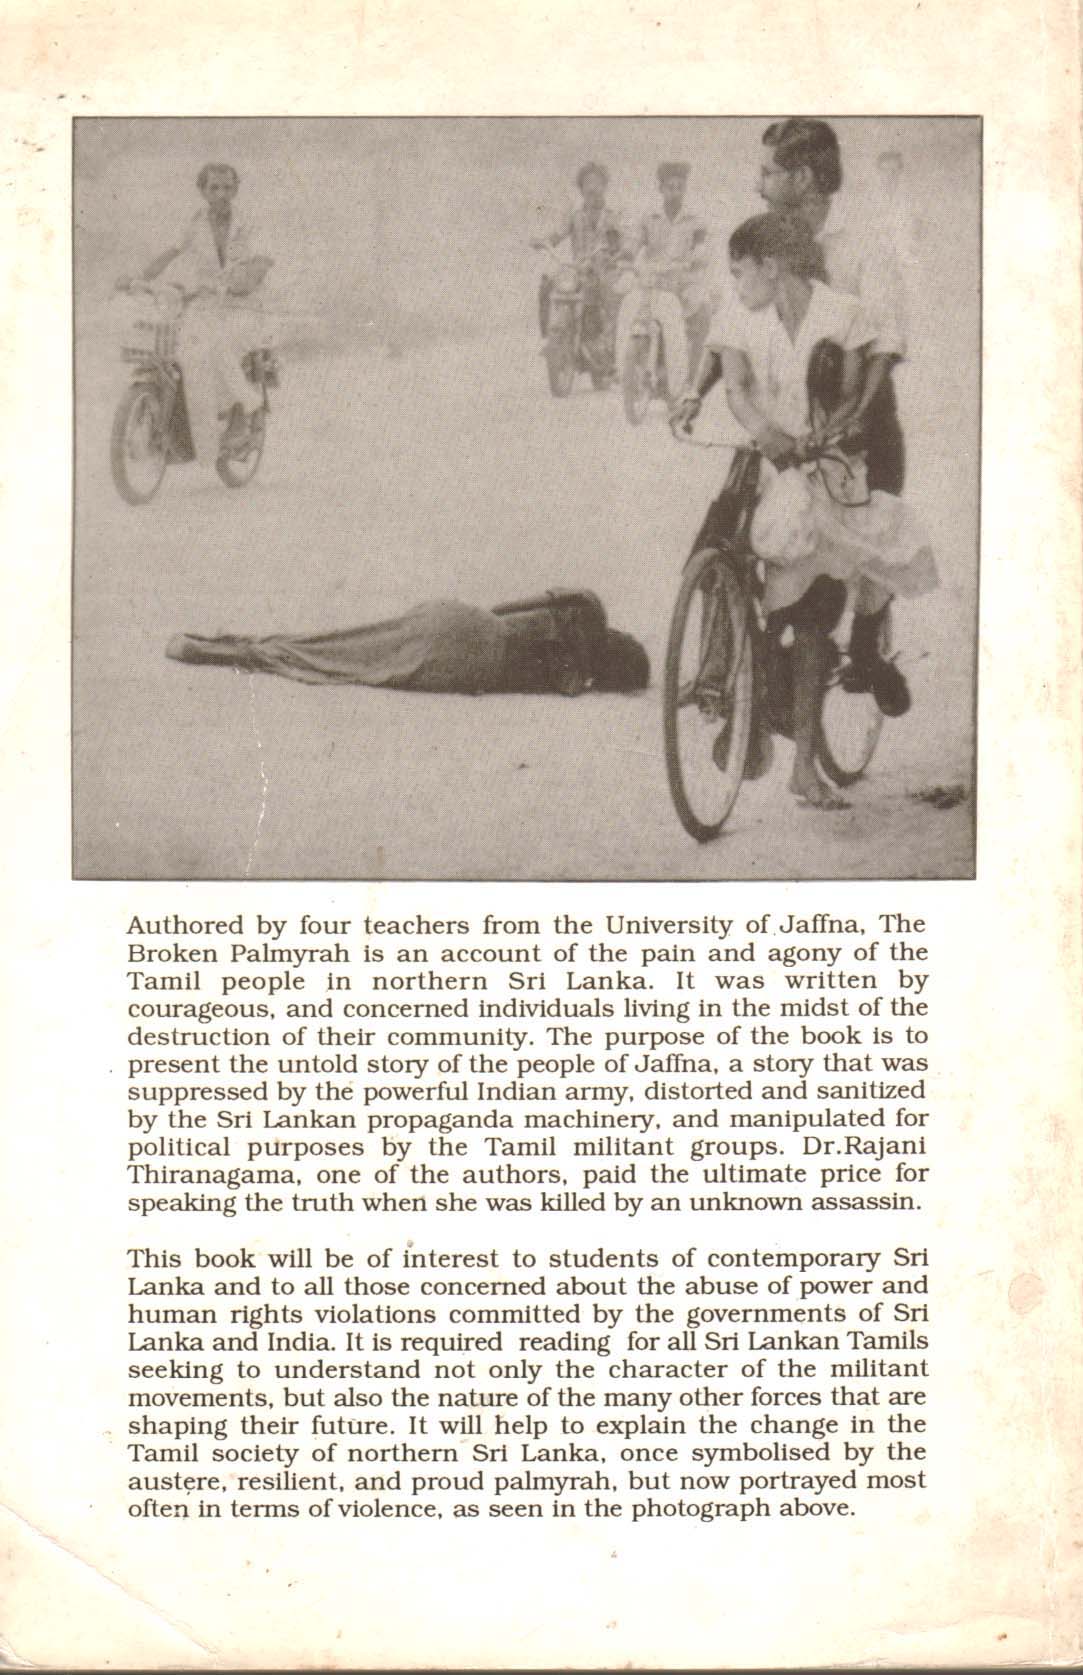 Authored by four teachers from the University of Jaffna, The
Broken Palmyrah is an account of the pain and agony of the
Tamil people in northern Sri Lanka. It was written by
courageous, and concerned individuals living in the midst of the
destruction of their community. The purpose of the book is to
present the untold story of the people of Jaffna, a story that was
suppressed by the powerful Indian army, distorted and sanitized
by the Sri Lankan propaganda machinery, and manipulated for
political purposes by the Tamil militant groups. Dr.Rajani
Thiranagama, one of the authors, paid the ultimate price for
speaking the truth when she was killed by an unknown assassin.
This book will be of interest to students of contemporary Sri
Lanka and to all those concerned about the abuse of power and
human rights violations committed by the governments of Sri
Lanka and India. It is required reading for all Sri Lankan Tamils
seeking to understand not only the character of the militant
movements, but also the nature of the many other forces that are
shaping their future. It will help to explain the change in the
Tamil society of northern Sri Lanka, once symbolised by the
austere, resilient, and proud palmyrah, but now portrayed most
often in terms of violence, as seen in the photograph above.